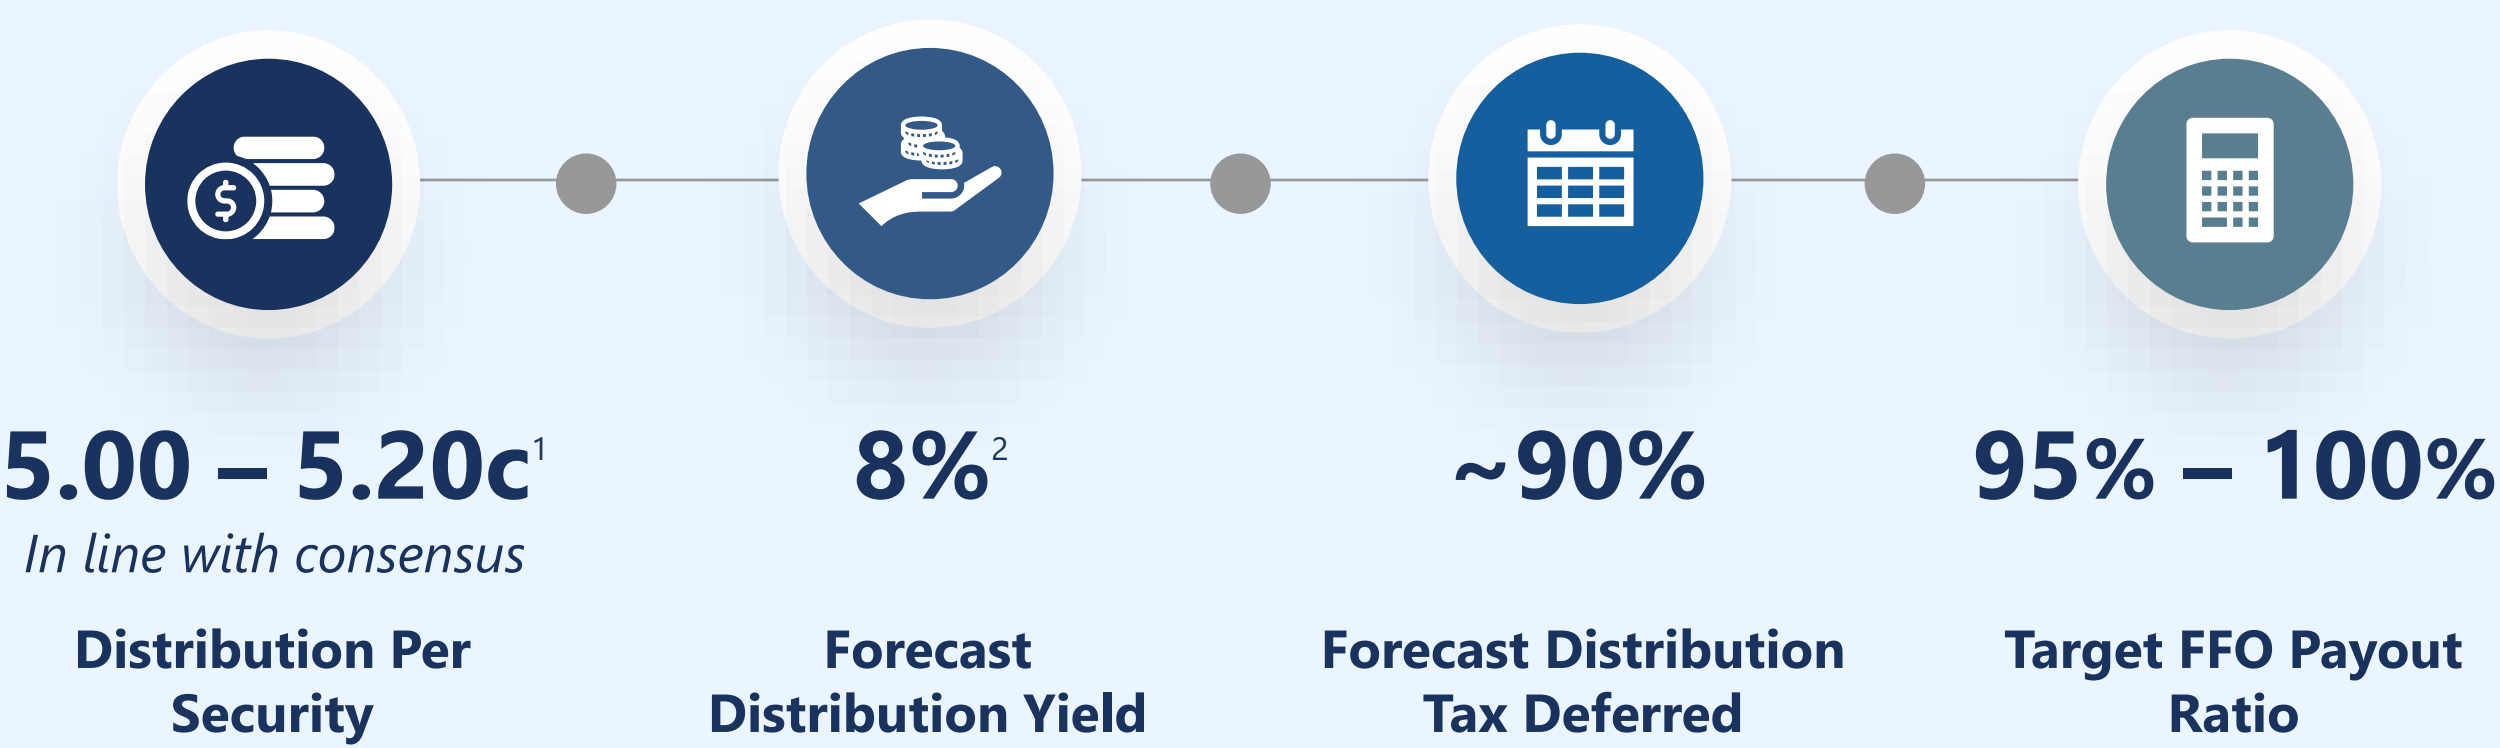 5.00 – 5.20c¹
In line with consensus
Distribution Per
Security
8%²
Forecast
Distribution Yield
~90%
Forecast Distribution
Tax Deferred
95% – 100%
Target FFO Payout
Ratio